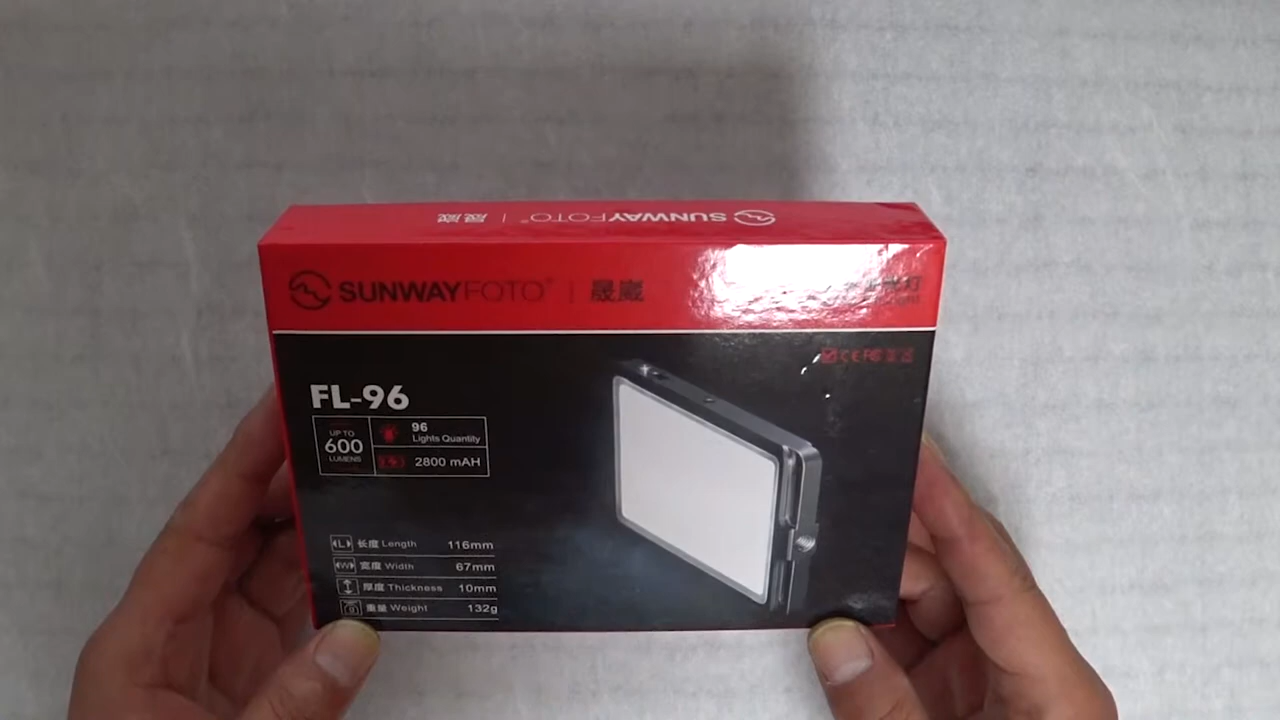 SUNWAYFOTO | 晟崴
SUNWAYFOTO | 晟崴
FL-96
UP TO
600
LUMENS
96
Lights Quantity
2800 mAH
长度 Length 116mm
宽度 Width 67mm
厚度 Thickness 10mm
重量 Weight 132g